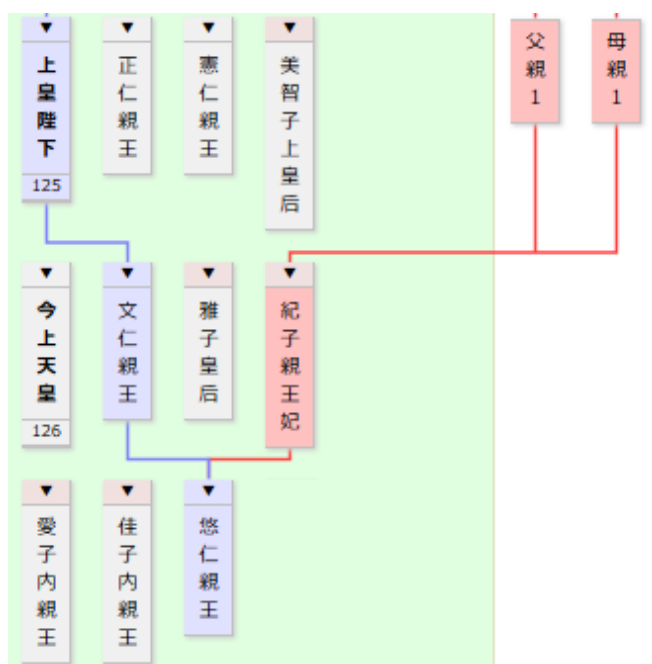 ▼
上皇陛下
125
▼
正仁親王
▼
憲仁親王
▼
美智子上皇后
父親1
母親1
▼
今上天皇
126
▼
文仁親王
▼
雅子皇后
▼
紀子親王妃
▼
愛子内親王
▼
佳子内親王
▼
悠仁親王